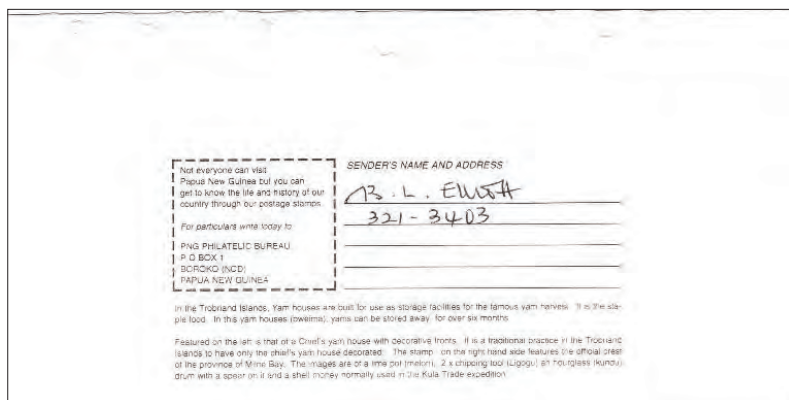 Not everyone can visit
Papua New Guinea but you can
get to know the life and history of our
country through our postage stamps.
For particulars write today to
PNG PHILATELIC BUREAU
P O BOX 1
BOROKO (NCD)
PAPUA NEW GUINEA
SENDER'S NAME AND ADDRESS
B. L. Elliott
321-3403
In the Trobriand Islands, Yam houses are built for use as storage facilities for the famous yam harvest. It is the sta-
ple food. In this yam houses (bweima), yams can be stored away for over six months
Featured on the left is that of a Chief's yam house with decorative fronts. It is a traditional practice in the Trobriand
Islands to have only the chief's yam house decorated. The stamp on the right hand side features the official crest
of the province of Milne Bay. The images are of a lime pot (melon), 2 x chipping tool (Ligogu) an hourglass (kundu)
drum with a spear on it and a shell money normally used in the Kula Trade expedition